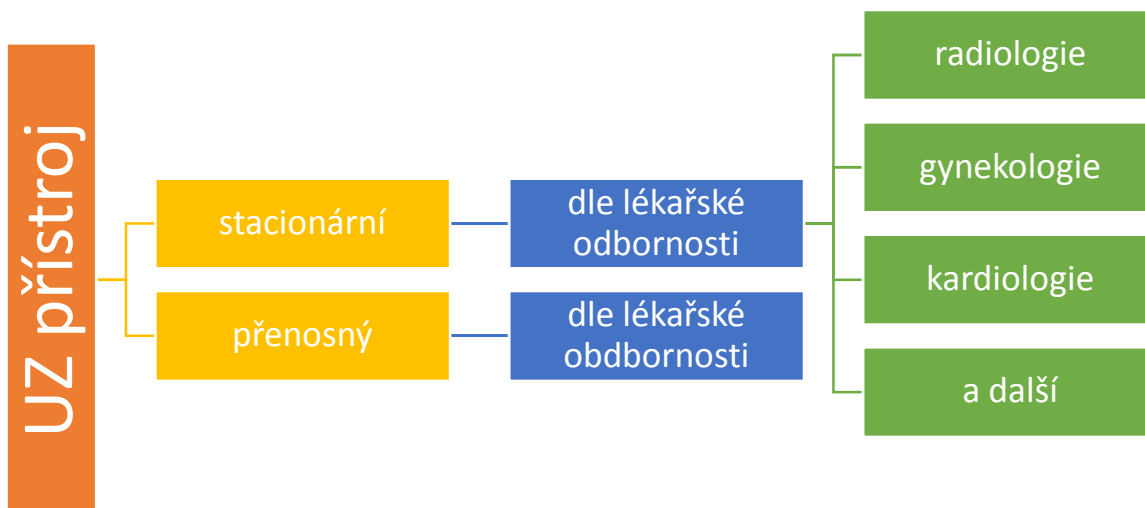 UZ přístroj
stacionární
přenosný
dle lékařské
odbornosti
dle lékařské
obdbornosti
radiologie
gynekologie
kardiologie
a další